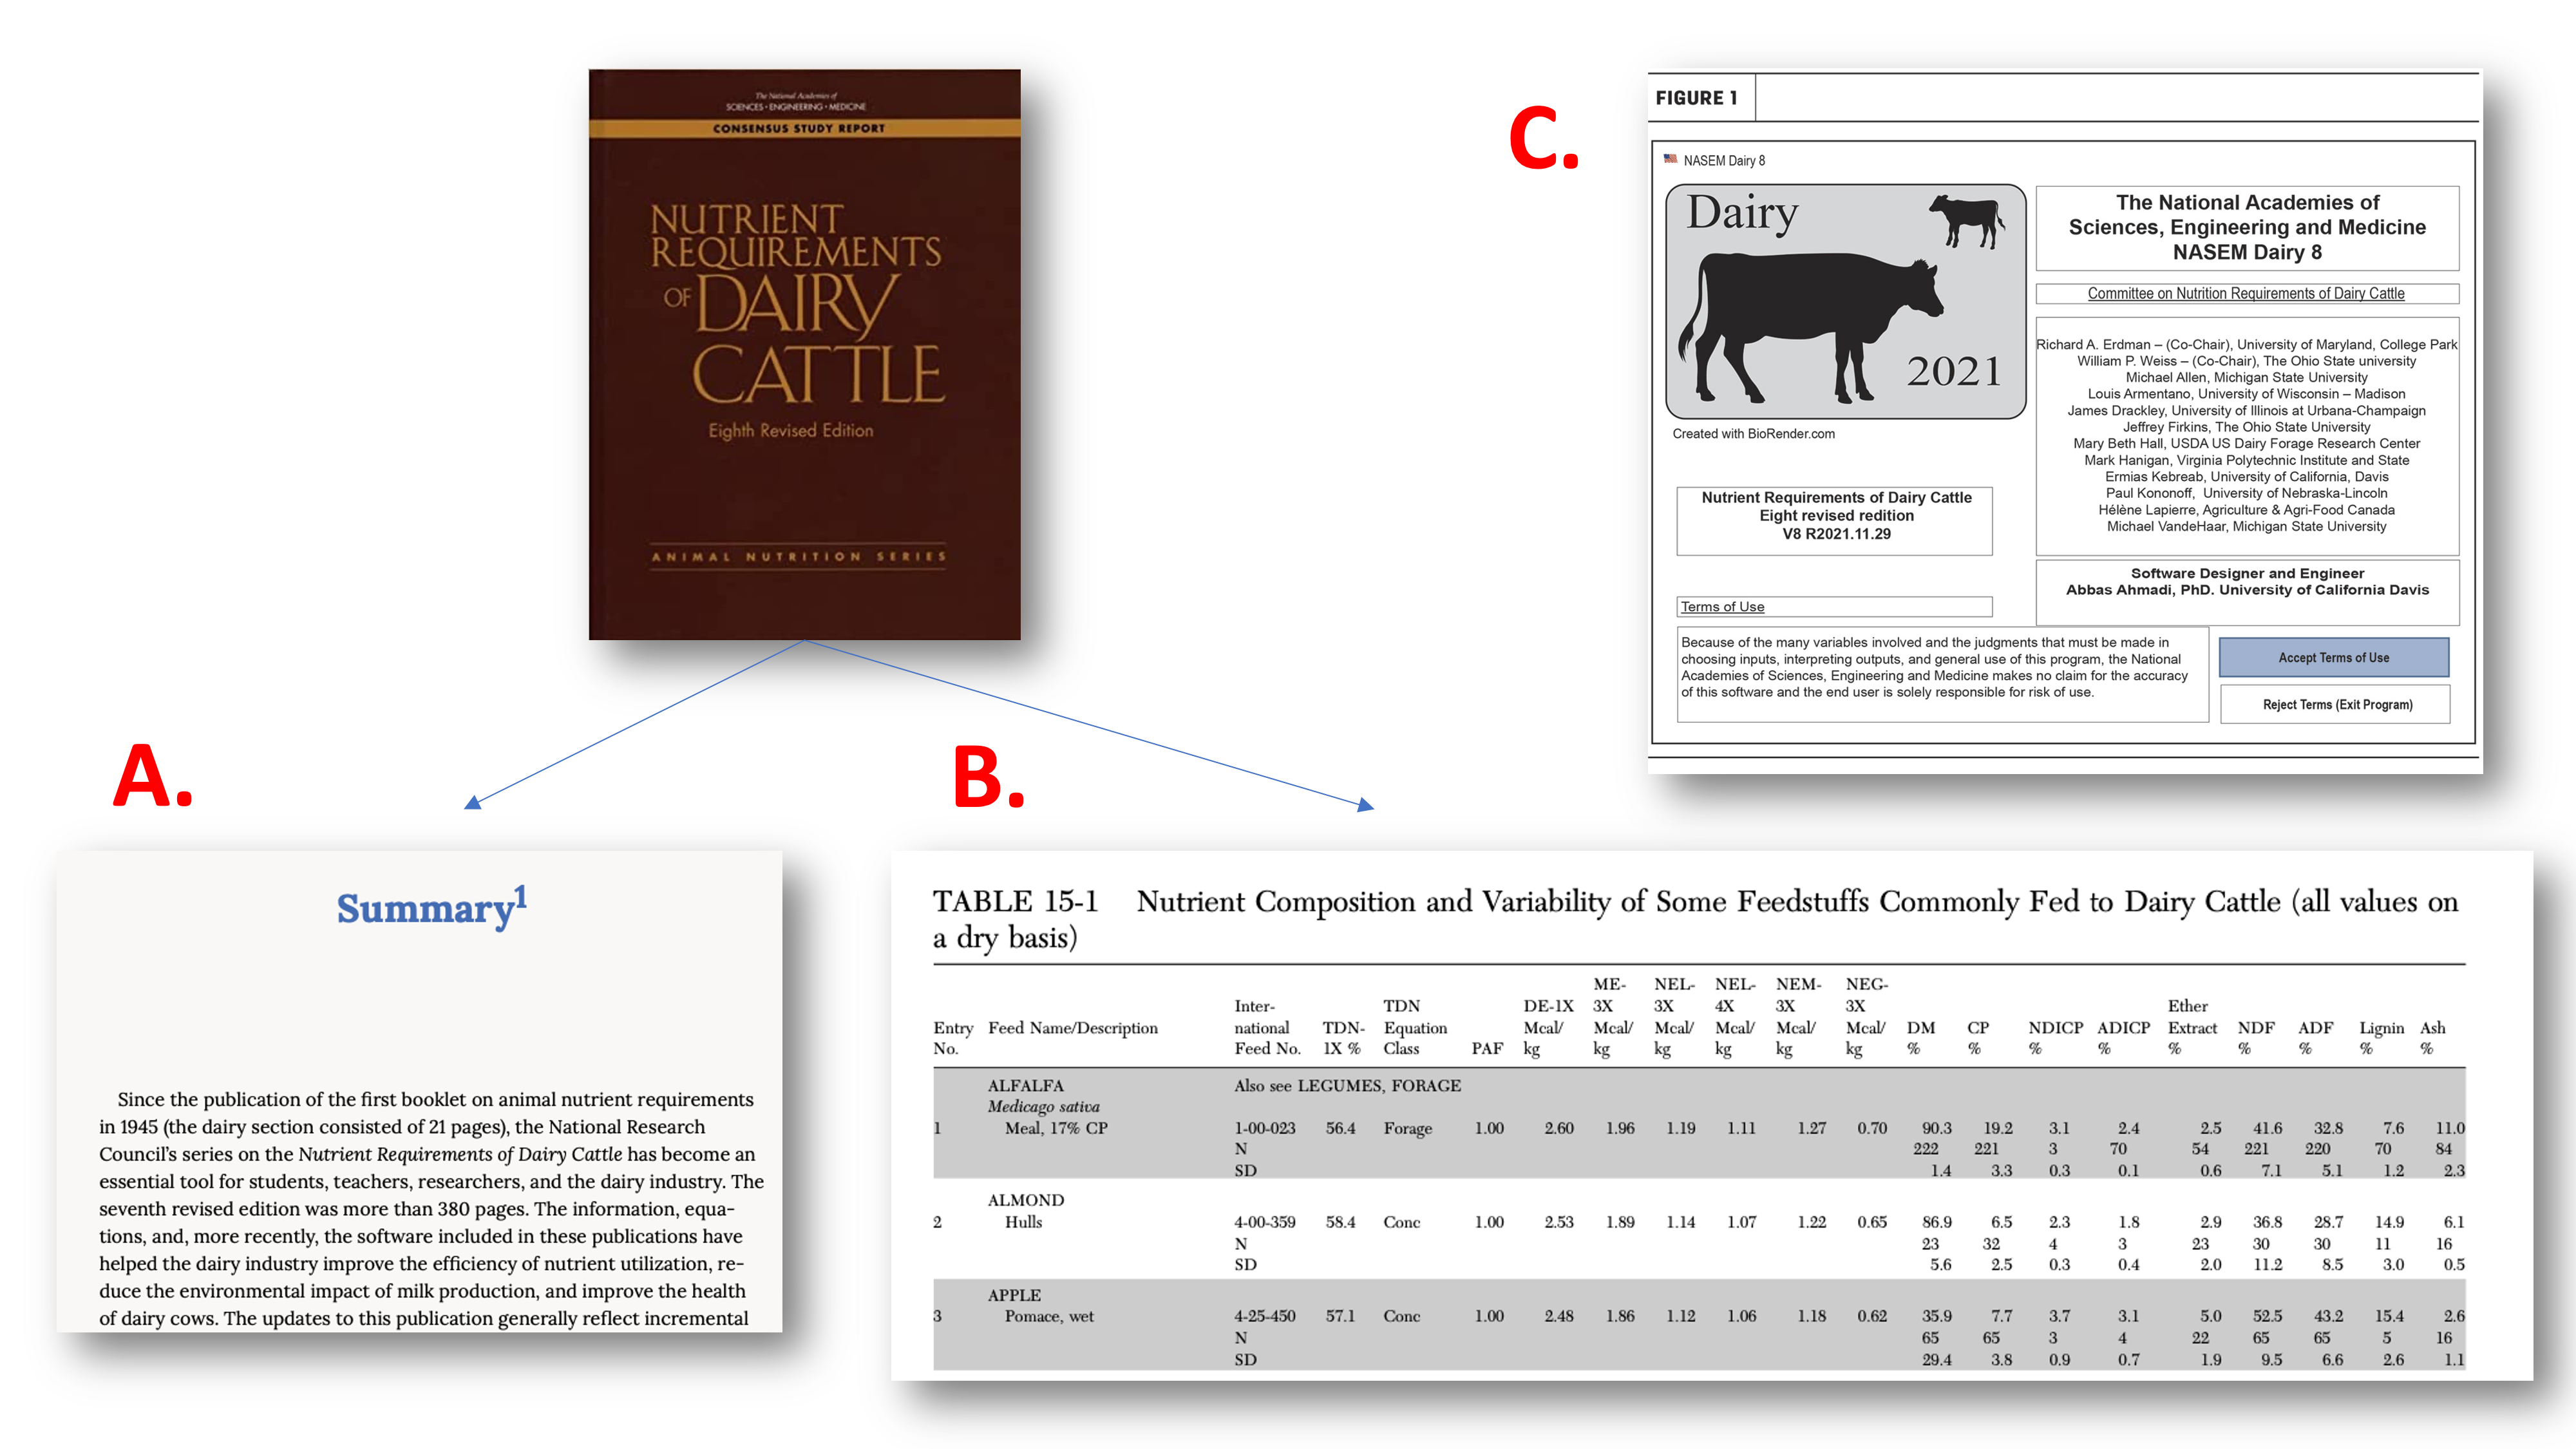 The National Academies of
SCIENCES • ENGINEERING • MEDICINE
CONSENSUS STUDY REPORT
NUTRIENT
REQUIREMENTS
OF DAIRY
CATTLE
Eighth Revised Edition
ANIMAL NUTRITION SERIES
C.
FIGURE 1
NASEM Dairy 8
Dairy
2021
Created with BioRender.com
Nutrient Requirements of Dairy Cattle
Eight revised redition
V8 R2021.11.29
The National Academies of
Sciences, Engineering and Medicine
NASEM Dairy 8
Committee on Nutrition Requirements of Dairy Cattle
Richard A. Erdman – (Co-Chair), University of Maryland, College Park
William P. Weiss – (Co-Chair), The Ohio State university
Michael Allen, Michigan State University
Louis Armentano, University of Wisconsin – Madison
James Drackley, University of Illinois at Urbana-Champaign
Jeffrey Firkins, The Ohio State University
Mary Beth Hall, USDA US Dairy Forage Research Center
Mark Hanigan, Virginia Polytechnic Institute and State
Ermias Kebreab, University of California, Davis
Paul Kononoff, University of Nebraska-Lincoln
Hélène Lapierre, Agriculture & Agri-Food Canada
Michael VandeHaar, Michigan State University
Software Designer and Engineer
Abbas Ahmadi, PhD. University of California Davis
Terms of Use
Because of the many variables involved and the judgments that must be made in
choosing inputs, interpreting outputs, and general use of this program, the National
Academies of Sciences, Engineering and Medicine makes no claim for the accuracy
of this software and the end user is solely responsible for risk of use.
Accept Terms of Use
Reject Terms (Exit Program)
A.
Summary¹
Since the publication of the first booklet on animal nutrient requirements
in 1945 (the dairy section consisted of 21 pages), the National Research
Council's series on the Nutrient Requirements of Dairy Cattle has become an
essential tool for students, teachers, researchers, and the dairy industry. The
seventh revised edition was more than 380 pages. The information, equa-
tions, and, more recently, the software included in these publications have
helped the dairy industry improve the efficiency of nutrient utilization, re-
duce the environmental impact of milk production, and improve the health
of dairy cows. The updates to this publication generally reflect incremental
B.
TABLE 15-1 Nutrient Composition and Variability of Some Feedstuffs Commonly Fed to Dairy Cattle (all values on
a dry basis)
ME- NEL- NEL- NEM- NEG-
Inter- TDN DE-1X 3X 3X 4X 3X 3X Ether
Entry Feed Name/Description national TDN- Equation Mcal/ Mcal/ Mcal/ Mcal/ Mcal/ Mcal/ DM CP NDICP ADICP Extract NDF ADF Lignin Ash
No. Feed No. 1X % Class PAF kg kg kg kg kg kg % % % % % % % % %
ALFALFA Also see LEGUMES, FORAGE
Medicago sativa
1 Meal, 17% CP 1-00-023 56.4 Forage 1.00 2.60 1.96 1.19 1.11 1.27 0.70 90.3 19.2 3.1 2.4 2.5 41.6 32.8 7.6 11.0
N 222 221 3 70 54 221 220 70 84
SD 1.4 3.3 0.3 0.1 0.6 7.1 5.1 1.2 2.3
ALMOND
2 Hulls 4-00-359 58.4 Conc 1.00 2.53 1.89 1.14 1.07 1.22 0.65 86.9 6.5 2.3 1.8 2.9 36.8 28.7 14.9 6.1
N 23 32 4 3 23 30 30 11 16
SD 5.6 2.5 0.3 0.4 2.0 11.2 8.5 3.0 0.5
APPLE
3 Pomace, wet 4-25-450 57.1 Conc 1.00 2.48 1.86 1.12 1.06 1.18 0.62 35.9 7.7 3.7 3.1 5.0 52.5 43.2 15.4 2.6
N 65 65 3 4 22 65 65 5 16
SD 29.4 3.8 0.9 0.7 1.9 9.5 6.6 2.6 1.1